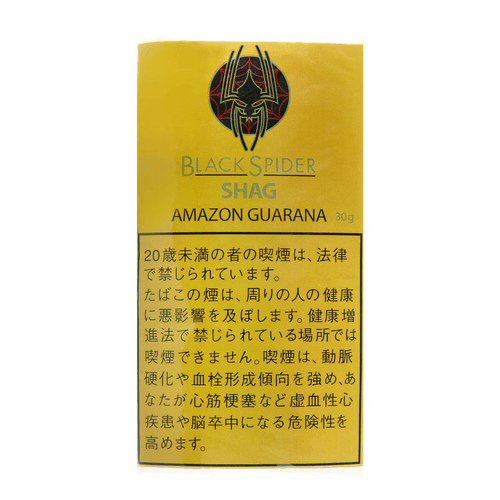 BLACK SPIDER
SHAG
AMAZON GUARANA 30g
20歳未満の者の喫煙は、法律
で禁じられています。
たばこの煙は、周りの人の健康
に悪影響を及ぼします。健康増
進法で禁じられている場所では
喫煙できません。喫煙は、動脈
硬化や血栓形成傾向を強め、あ
なたが心筋梗塞など虚血性心
疾患や脳卒中になる危険性を
高めます。